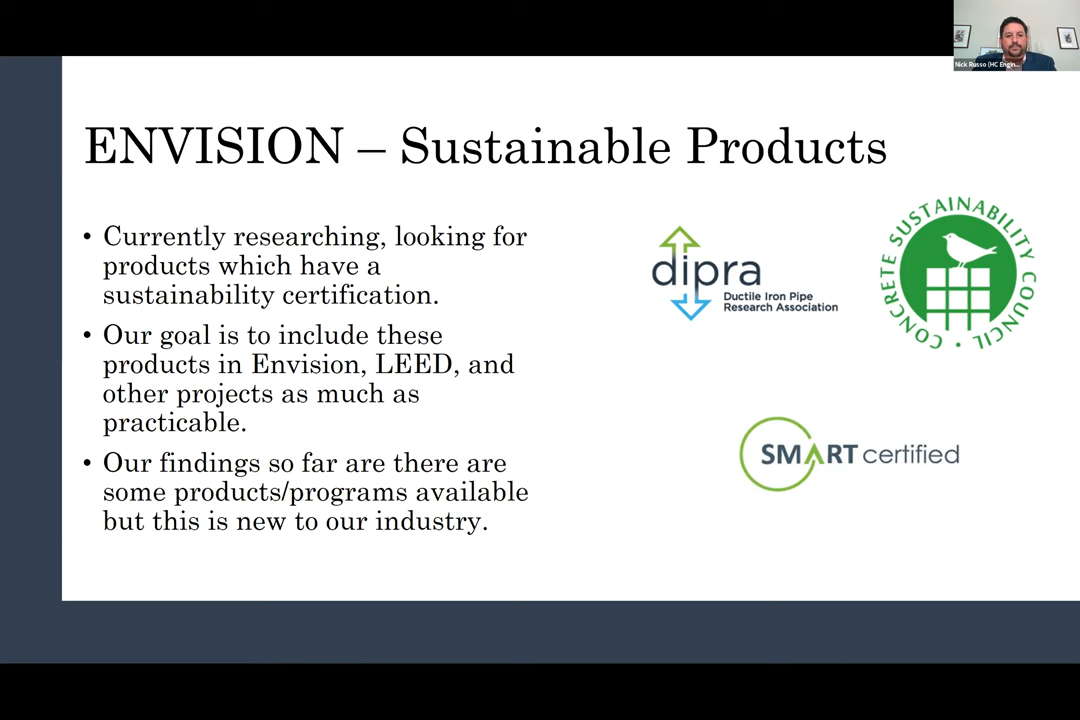 Nick Russo (HC Engin...
ENVISION – Sustainable Products
• Currently researching, looking for
products which have a
sustainability certification.
• Our goal is to include these
products in Envision, LEED, and
other projects as much as
practicable.
• Our findings so far are there are
some products/programs available
but this is new to our industry.
dipra
Ductile Iron Pipe
Research Association
CONCRETE SUSTAINABILITY COUNCIL •
SMART certified